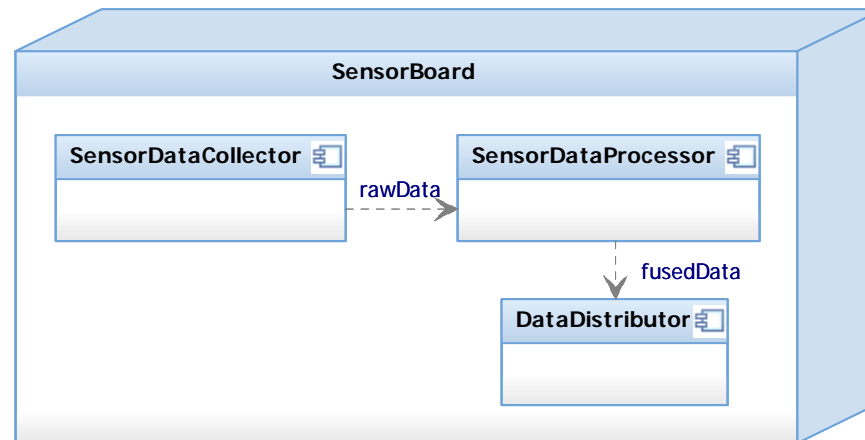 SensorBoard
SensorDataCollector
SensorDataProcessor
rawData
fusedData
DataDistributor